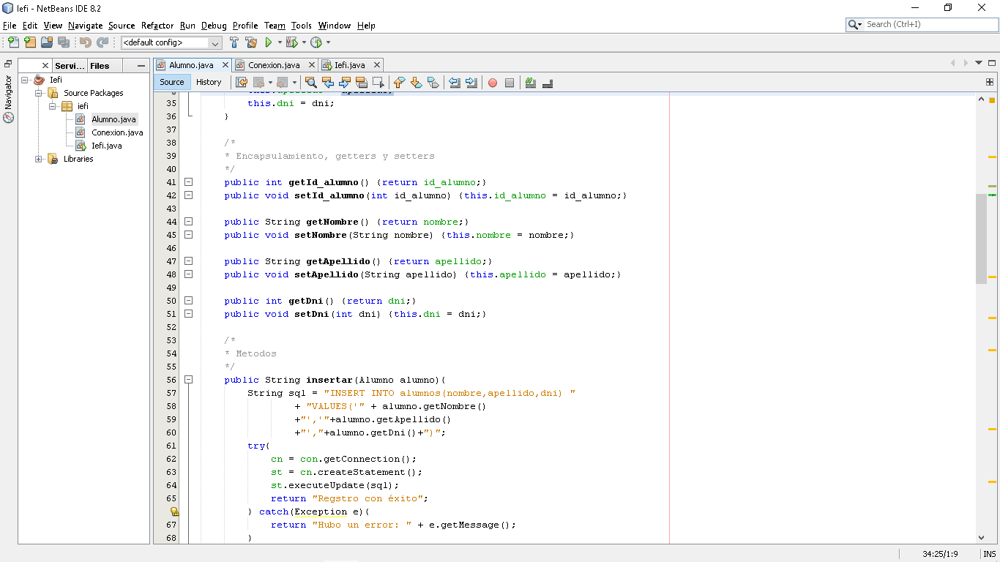 Iefi - NetBeans IDE 8.2
File Edit View Navigate Source Refactor Run Debug Profile Team Tools Window Help
Search (Ctrl+I)
<default config>
Servi... Files
Alumno.java Conexion.java Iefi.java
Navigator
Source History
Iefi
Source Packages
iefi
Alumno.java
Conexion.java
Iefi.java
Libraries
35 this.dni = dni;
36 }
37
38 /*
39 * Encapsulamiento, getters y setters
40 */
41 public int getId_alumno() {return id_alumno;}
42 public void setId_alumno(int id_alumno) {this.id_alumno = id_alumno;}
43
44 public String getNombre() {return nombre;}
45 public void setNombre(String nombre) {this.nombre = nombre;}
46
47 public String getApellido() {return apellido;}
48 public void setApellido(String apellido) {this.apellido = apellido;}
49
50 public int getDni() {return dni;}
51 public void setDni(int dni) {this.dni = dni;}
52
53 /*
54 * Metodos
55 */
56 public String insertar(Alumno alumno){
57 String sql = "INSERT INTO alumnos(nombre,apellido,dni) "
58 + "VALUES('" + alumno.getNombre()
59 +"','"+alumno.getApellido()
60 +"',"+alumno.getDni()+")";
61 try{
62 cn = con.getConnection();
63 st = cn.createStatement();
64 st.executeUpdate(sql);
65 return "Regstro con éxito";
} catch(Exception e){
67 return "Hubo un error: " + e.getMessage();
68 }
34:25/1:9 INS